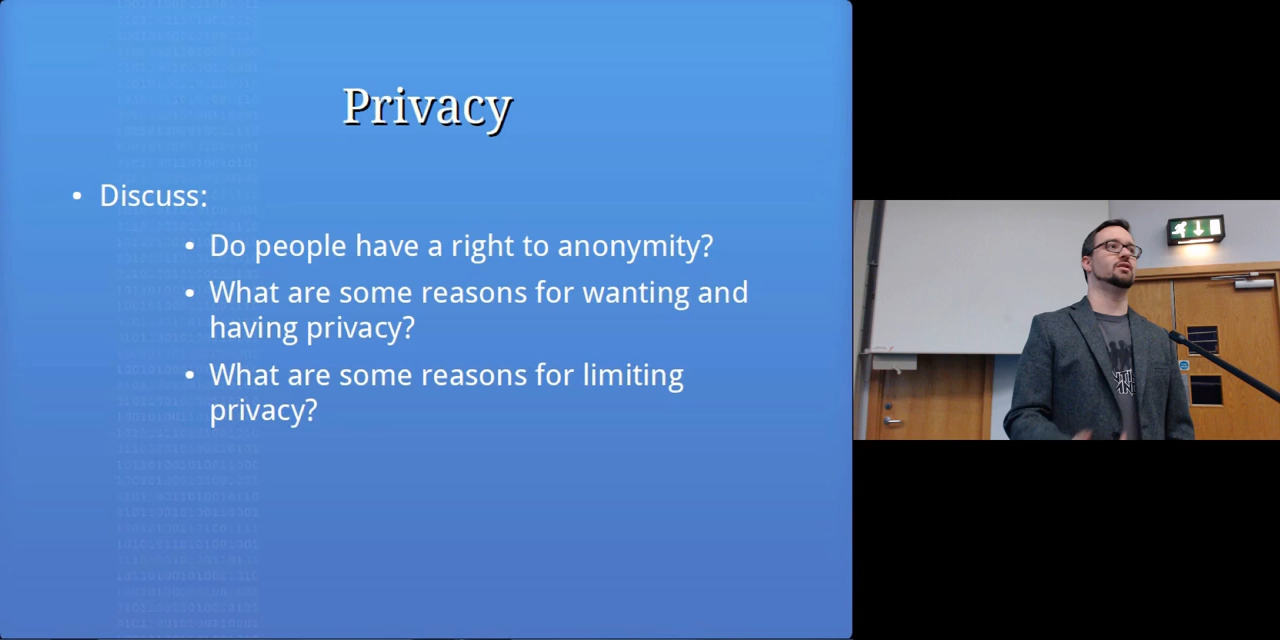 Privacy
• Discuss:
• Do people have a right to anonymity?
• What are some reasons for wanting and
having privacy?
• What are some reasons for limiting
privacy?